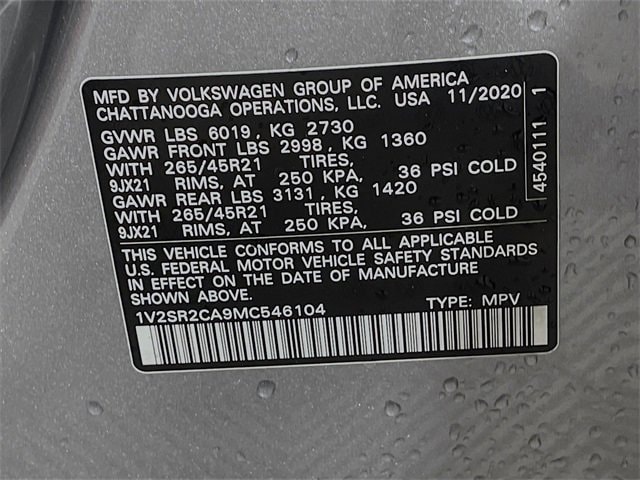 MFD BY VOLKSWAGEN GROUP OF AMERICA
CHATTANOOGA OPERATIONS, LLC. USA 11/2020
GVWR LBS 6019, KG 2730
GAWR FRONT LBS 2998, KG 1360
WITH 265/45R21 TIRES,
9JX21 RIMS, AT 250 KPA, 36 PSI COLD
GAWR REAR LBS 3131, KG 1420
WITH 265/45R21 TIRES,
9JX21 RIMS, AT 250 KPA, 36 PSI COLD
THIS VEHICLE CONFORMS TO ALL APPLICABLE
U.S. FEDERAL MOTOR VEHICLE SAFETY STANDARDS
IN EFFECT ON THE DATE OF MANUFACTURE
SHOWN ABOVE.
1V2SR2CA9MC546104 TYPE: MPV
4540111 1